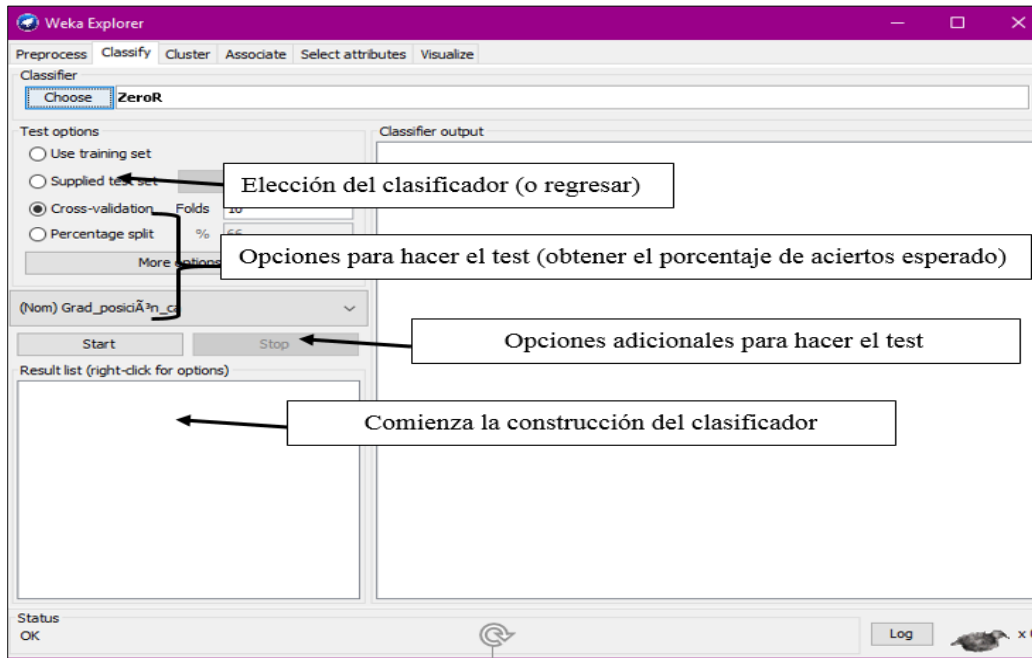 Weka Explorer
Preprocess Classify Cluster Associate Select attributes Visualize
Classifier
Choose ZeroR
Test options
Classifier output
Use training set
Supplied test set
Elección del clasificador (o regresar)
Cross-validation Folds 10
Percentage split % 66
More options
Opciones para hacer el test (obtener el porcentaje de aciertos esperado)
(Nom) Grad_posiciÃ³n_ca
Start Stop
Opciones adicionales para hacer el test
Result list (right-click for options)
Comienza la construcción del clasificador
Status
OK
Log
x